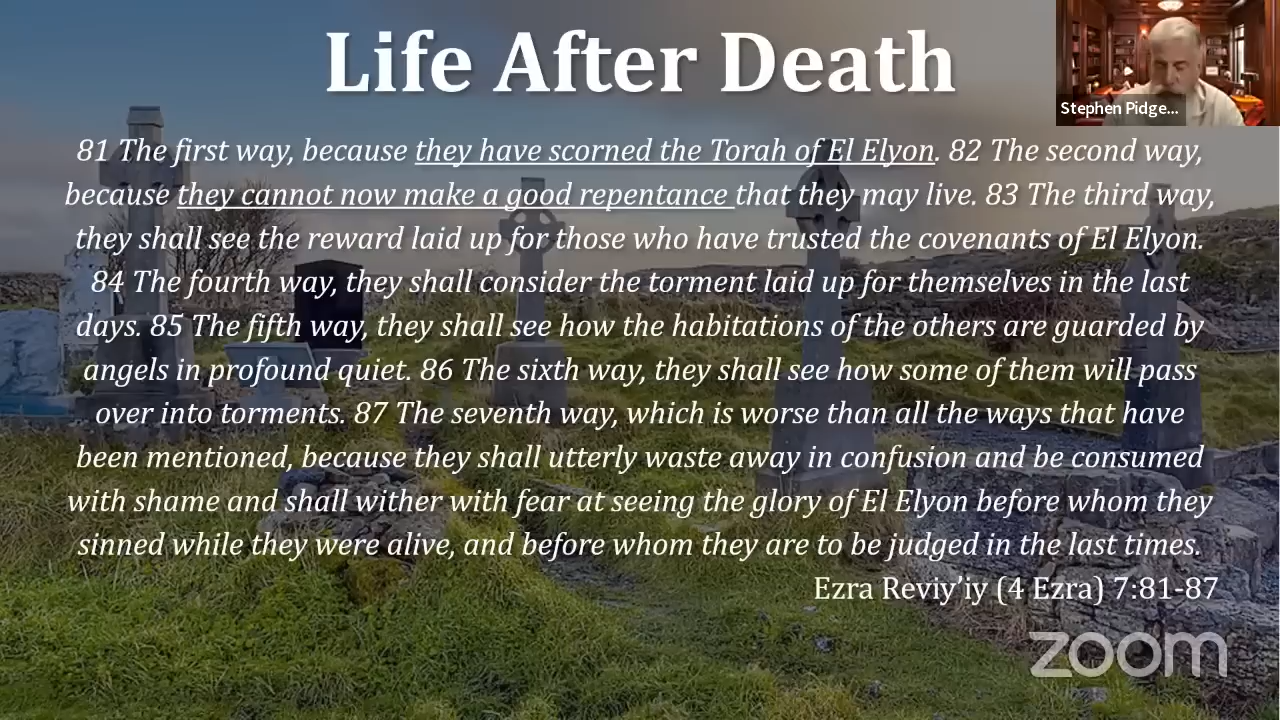 Life After Death
Stephen Pidge...
81 The first way, because they have scorned the Torah of El Elyon. 82 The second way,
because they cannot now make a good repentance that they may live. 83 The third way,
they shall see the reward laid up for those who have trusted the covenants of El Elyon.
84 The fourth way, they shall consider the torment laid up for themselves in the last
days. 85 The fifth way, they shall see how the habitations of the others are guarded by
angels in profound quiet. 86 The sixth way, they shall see how some of them will pass
over into torments. 87 The seventh way, which is worse than all the ways that have
been mentioned, because they shall utterly waste away in confusion and be consumed
with shame and shall wither with fear at seeing the glory of El Elyon before whom they
sinned while they were alive, and before whom they are to be judged in the last times.
Ezra Reviy’iy (4 Ezra) 7:81-87
zoom